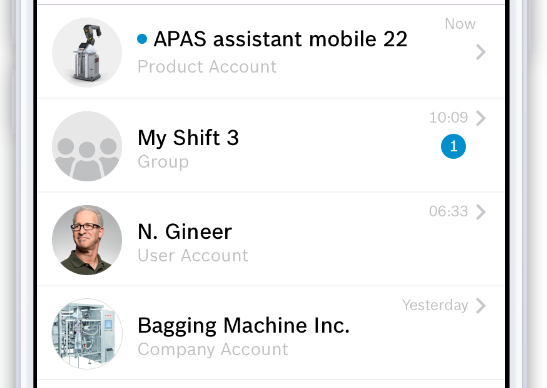 Now
APAS assistant mobile 22
Product Account
10:09
My Shift 3
1
Group
06:33
N. Gineer
User Account
Yesterday
Bagging Machine Inc.
Company Account